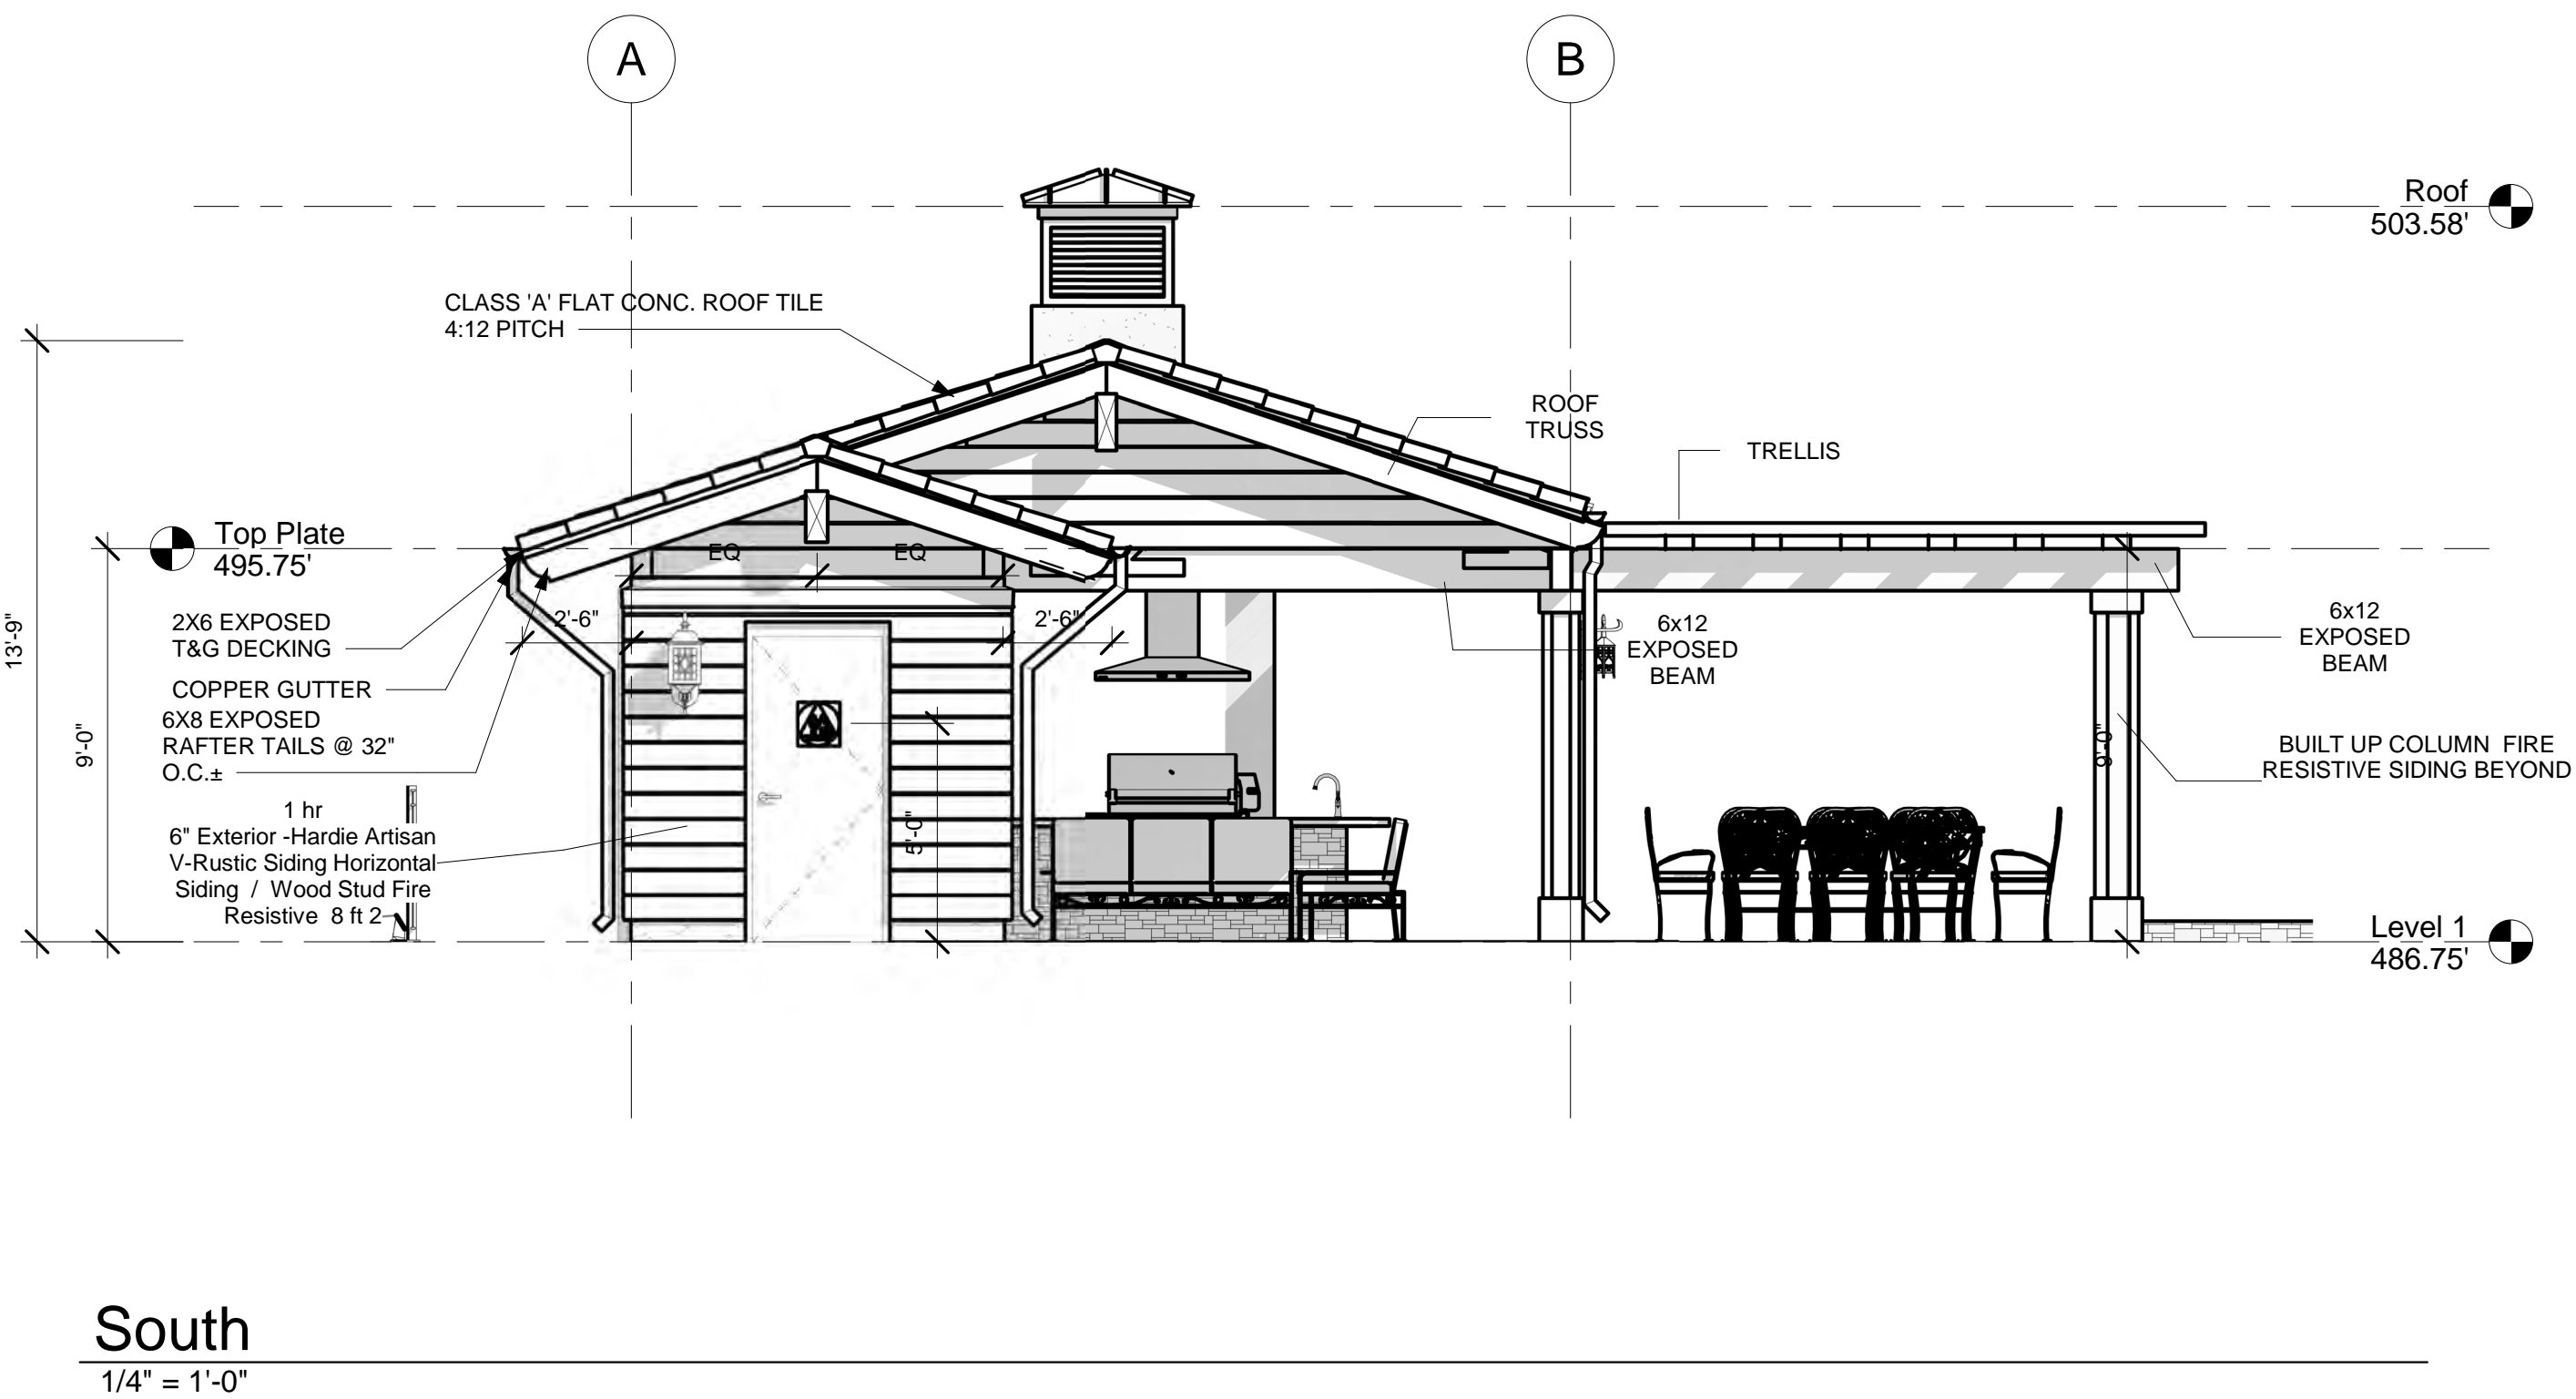 A
B
Roof
503.58'
CLASS 'A' FLAT CONC. ROOF TILE
4:12 PITCH
ROOF
TRUSS
TRELLIS
Top Plate
495.75'
EQ
EQ
2X6 EXPOSED
T&G DECKING
COPPER GUTTER
6X8 EXPOSED
RAFTER TAILS @ 32"
O.C.±
2'-6"
2'-6"
6x12
EXPOSED
BEAM
6x12
EXPOSED
BEAM
13'-9"
9'-0"
5'-0"
9'-0"
BUILT UP COLUMN FIRE
RESISTIVE SIDING BEYOND
1 hr
6" Exterior -Hardie Artisan
V-Rustic Siding Horizontal
Siding / Wood Stud Fire
Resistive 8 ft 2
Level 1
486.75'
South
1/4" = 1'-0"